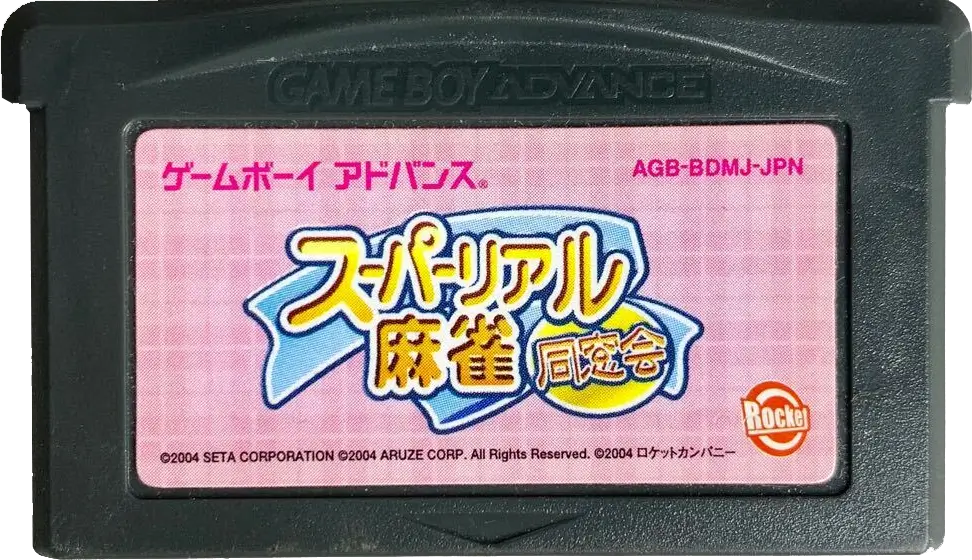 GAME BOY ADVANCE
ゲームボーイ アドバンス®
AGB-BDMJ-JPN
スーパーリアル
麻雀 同窓会
Rocket
©2004 SETA CORPORATION ©2004 ARUZE CORP. All Rights Reserved. ©2004 ロケットカンパニー